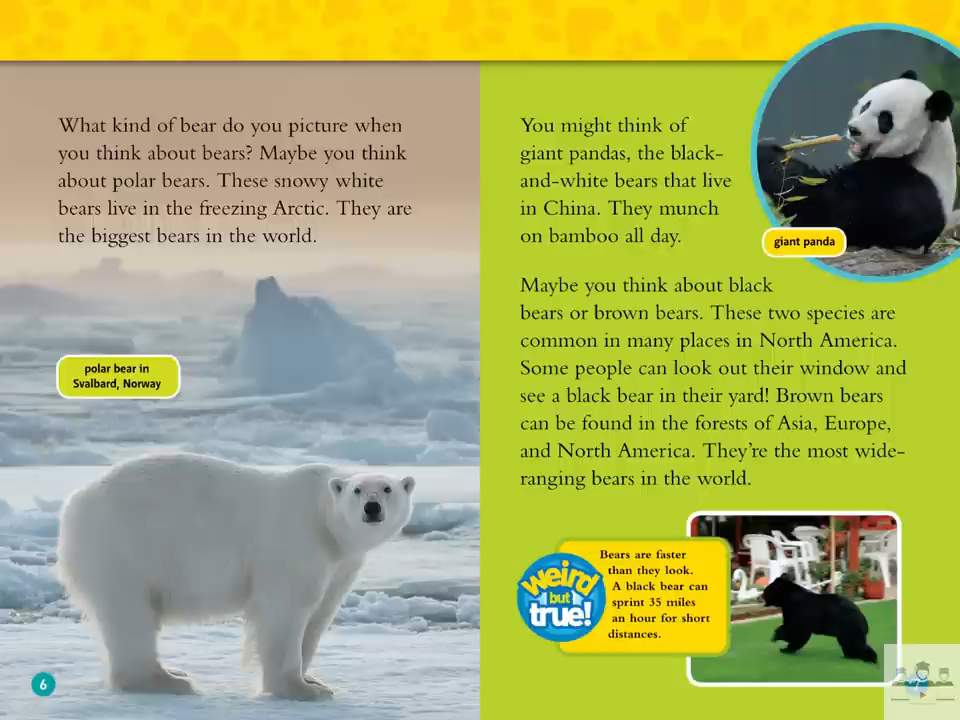 What kind of bear do you picture when
you think about bears? Maybe you think
about polar bears. These snowy white
bears live in the freezing Arctic. They are
the biggest bears in the world.
polar bear in
Svalbard, Norway
6
You might think of
giant pandas, the black-
and-white bears that live
in China. They munch
on bamboo all day.
giant panda
Maybe you think about black
bears or brown bears. These two species are
common in many places in North America.
Some people can look out their window and
see a black bear in their yard! Brown bears
can be found in the forests of Asia, Europe,
and North America. They’re the most wide-
ranging bears in the world.
weird
but
true!
Bears are faster
than they look.
A black bear can
sprint 35 miles
an hour for short
distances.